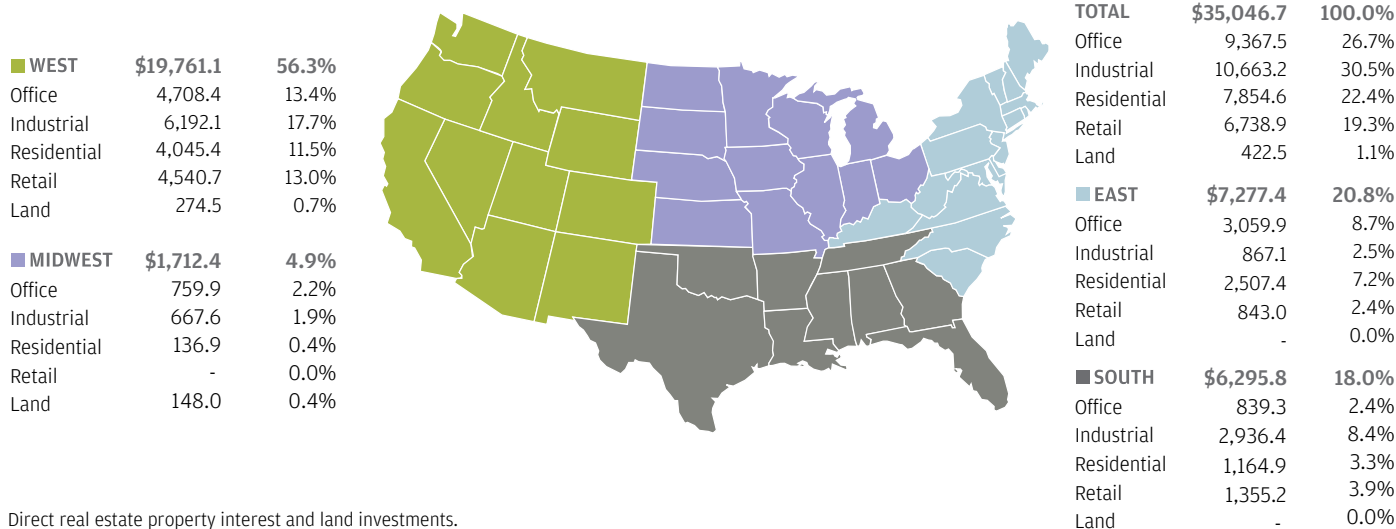 WEST $19,761.1 56.3%
Office 4,708.4 13.4%
Industrial 6,192.1 17.7%
Residential 4,045.4 11.5%
Retail 4,540.7 13.0%
Land 274.5 0.7%
MIDWEST $1,712.4 4.9%
Office 759.9 2.2%
Industrial 667.6 1.9%
Residential 136.9 0.4%
Retail - 0.0%
Land 148.0 0.4%
TOTAL $35,046.7 100.0%
Office 9,367.5 26.7%
Industrial 10,663.2 30.5%
Residential 7,854.6 22.4%
Retail 6,738.9 19.3%
Land 422.5 1.1%
EAST $7,277.4 20.8%
Office 3,059.9 8.7%
Industrial 867.1 2.5%
Residential 2,507.4 7.2%
Retail 843.0 2.4%
Land - 0.0%
SOUTH $6,295.8 18.0%
Office 839.3 2.4%
Industrial 2,936.4 8.4%
Residential 1,164.9 3.3%
Retail 1,355.2 3.9%
Land - 0.0%
Direct real estate property interest and land investments.